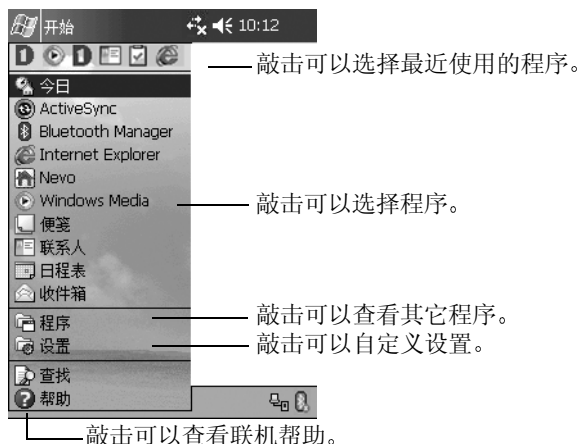 开始 10:12
敲击可以选择最近使用的程序。
今日
ActiveSync
Bluetooth Manager
Internet Explorer
Nevo
Windows Media
敲击可以选择程序。
便笺
联系人
日程表
收件箱
程序
敲击可以查看其它程序。
设置
敲击可以自定义设置。
查找
帮助
敲击可以查看联机帮助。